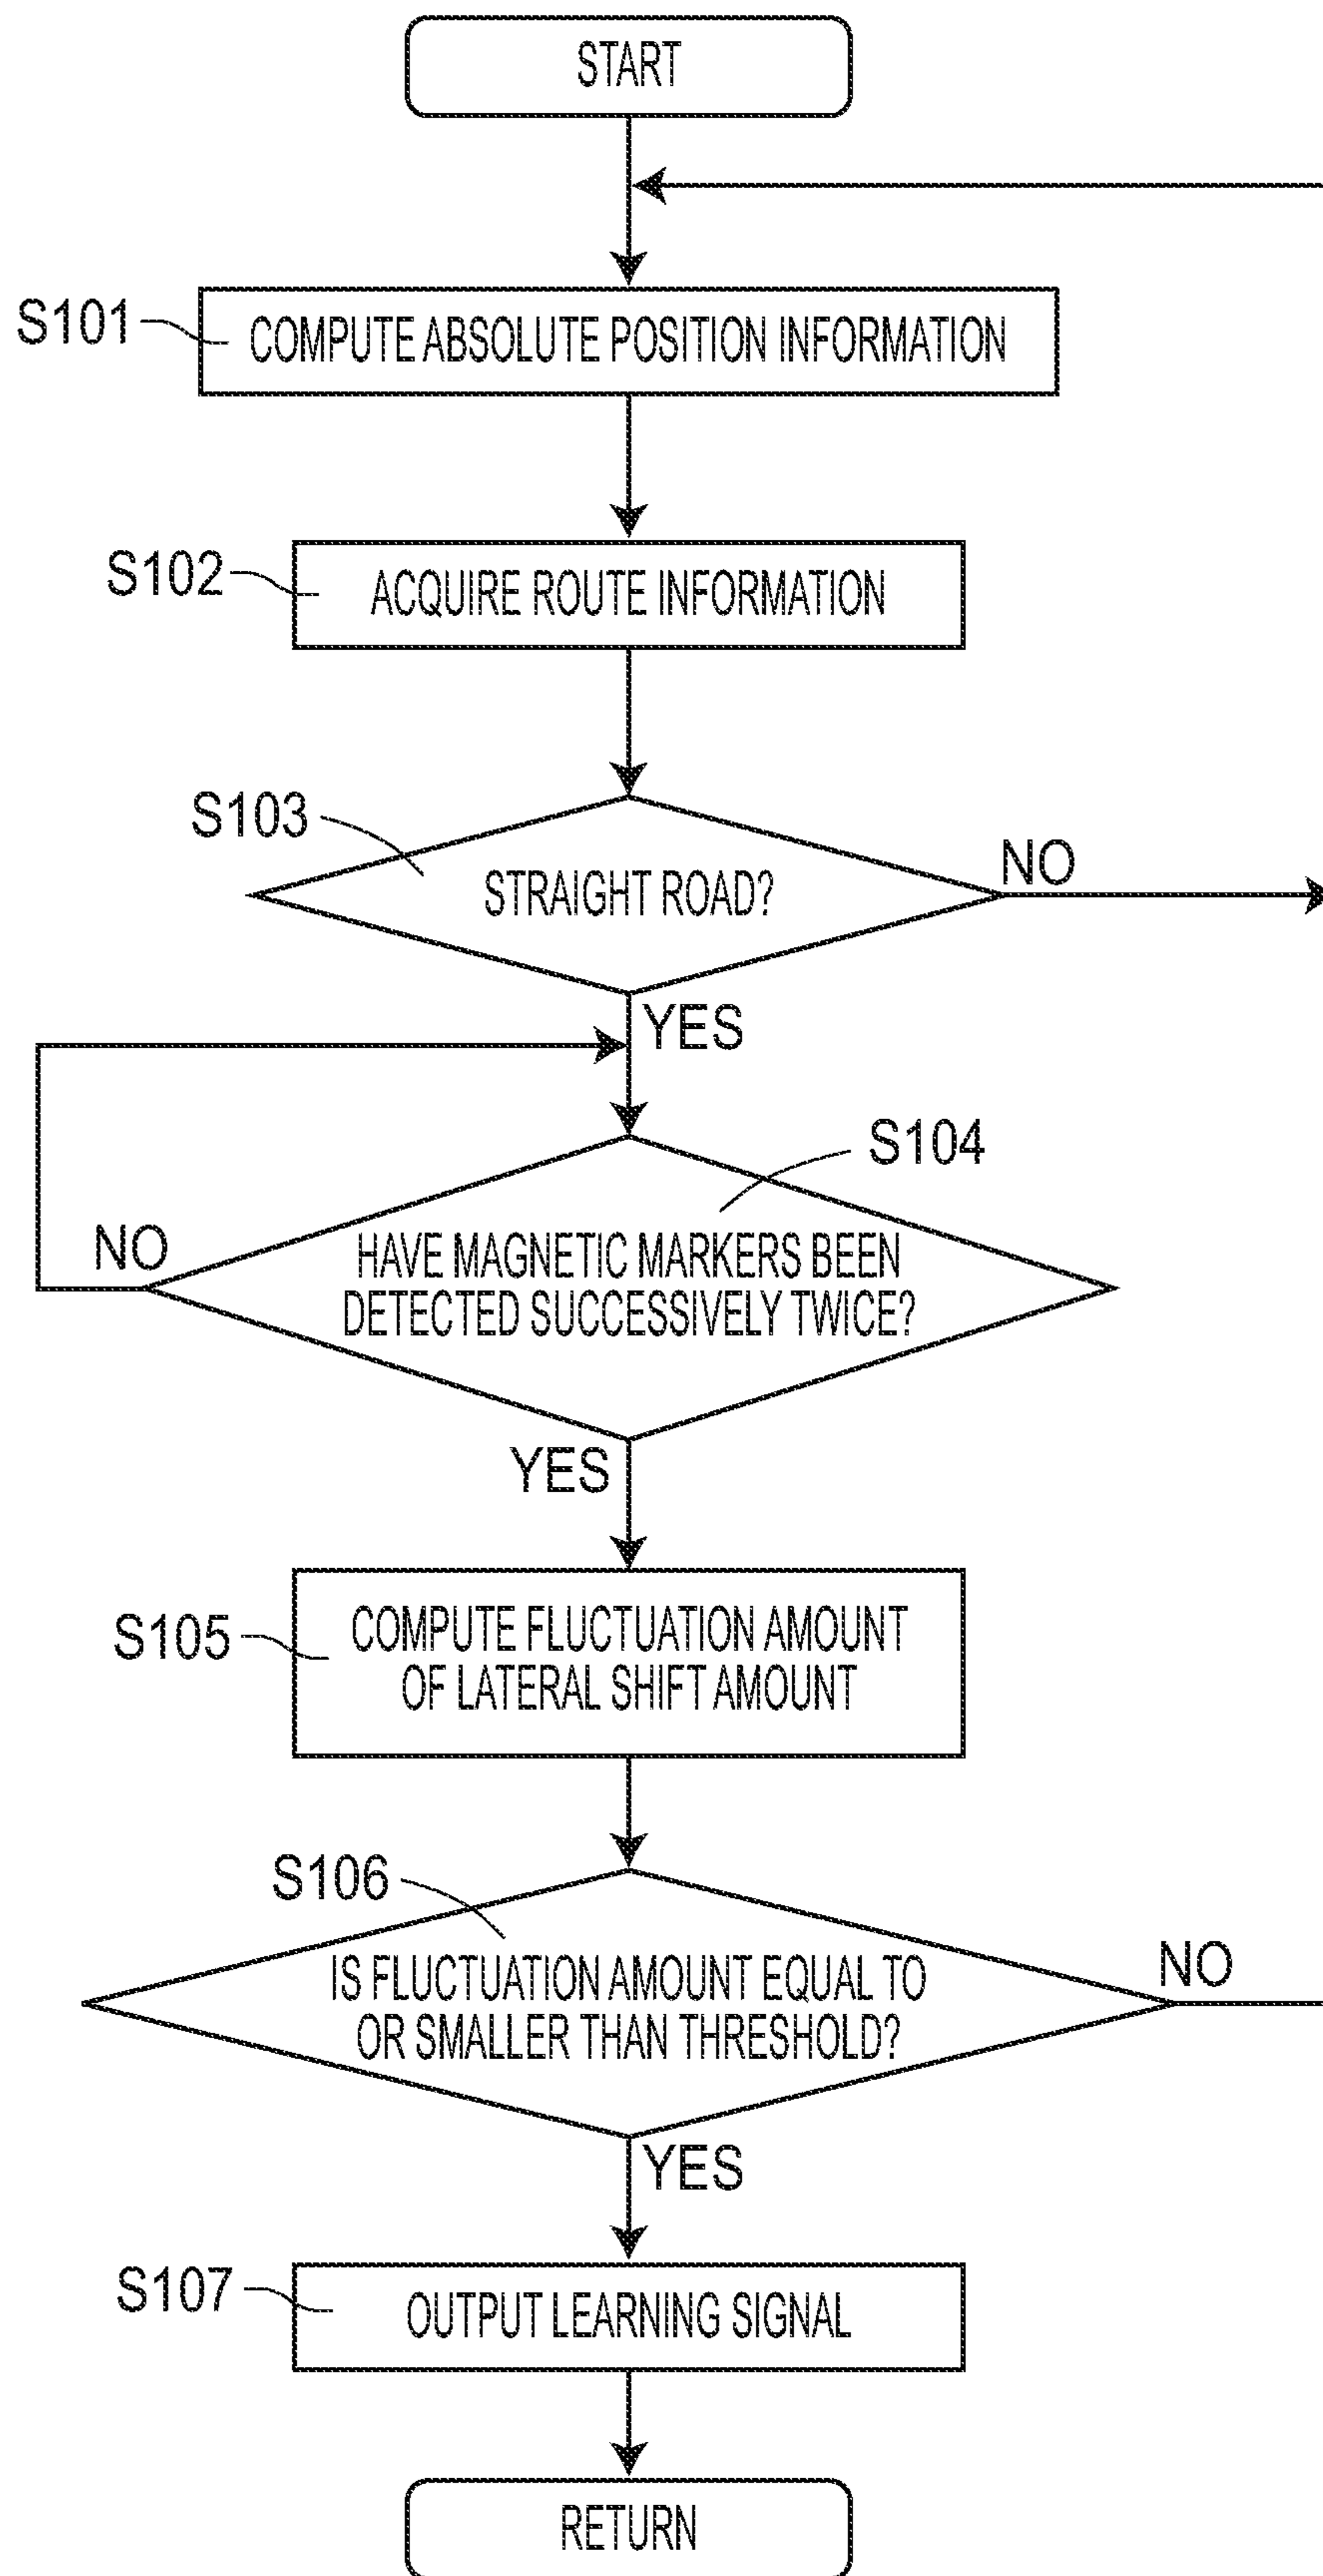 START
S101
COMPUTE ABSOLUTE POSITION INFORMATION
S102
ACQUIRE ROUTE INFORMATION
S103
STRAIGHT ROAD?
NO
YES
S104
HAVE MAGNETIC MARKERS BEEN
DETECTED SUCCESSIVELY TWICE?
NO
YES
S105
COMPUTE FLUCTUATION AMOUNT
OF LATERAL SHIFT AMOUNT
S106
IS FLUCTUATION AMOUNT EQUAL TO
OR SMALLER THAN THRESHOLD?
NO
YES
S107
OUTPUT LEARNING SIGNAL
RETURN